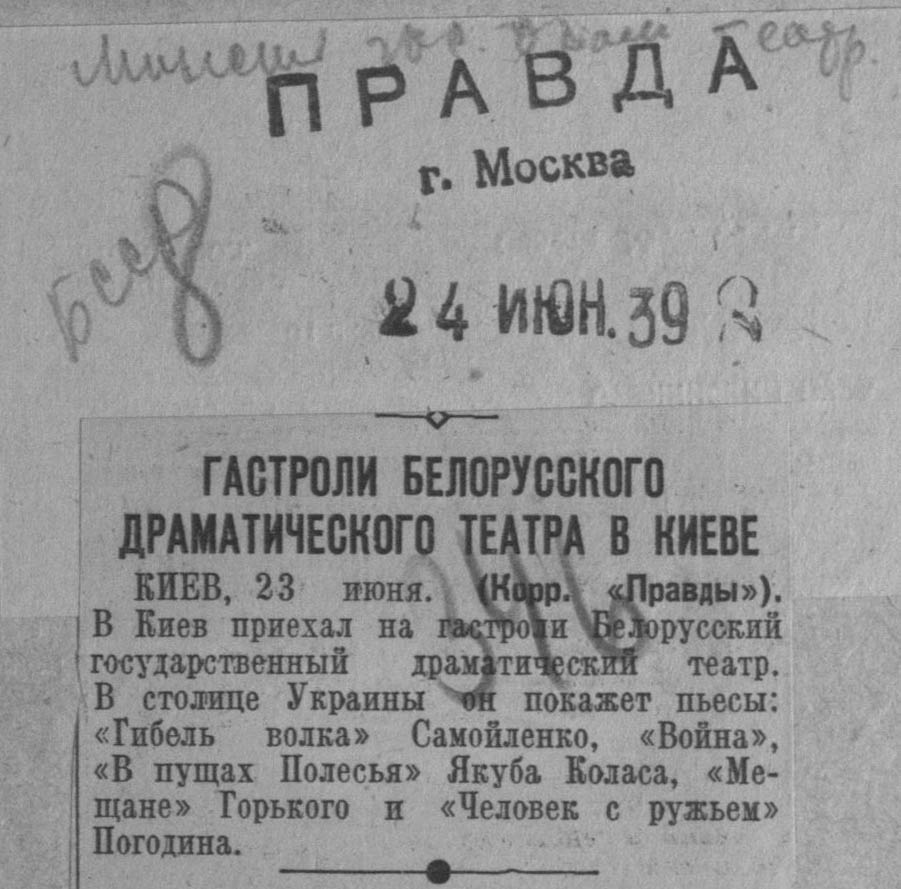 ПРАВДА
г. Москва
БССР
24 ИЮН. 39
ГАСТРОЛИ БЕЛОРУССКОГО
ДРАМАТИЧЕСКОГО ТЕАТРА В КИЕВЕ
КИЕВ, 23 июня. (Корр. «Правды»).
В Киев приехал на гастроли Белорусский
государственный драматический театр.
В столице Украины он покажет пьесы:
«Гибель волка» Самойленко, «Война»,
«В пущах Полесья» Якуба Коласа, «Ме-
щане» Горького и «Человек с ружьем»
Погодина.